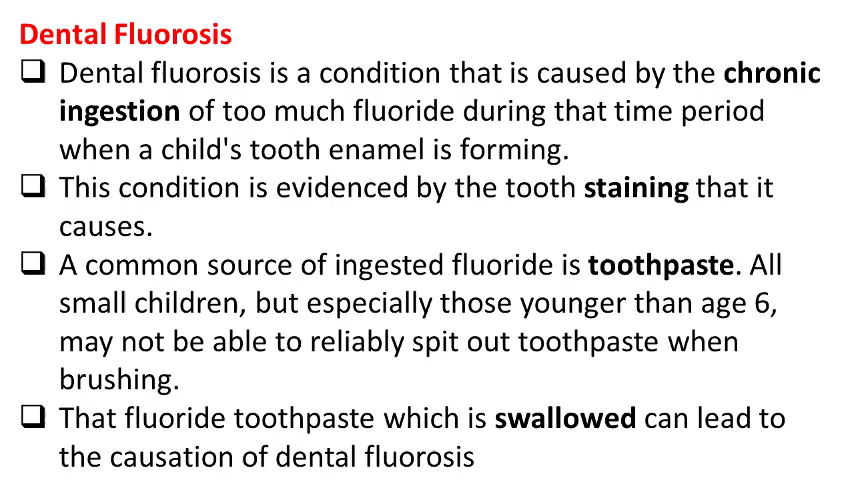 Dental Fluorosis
❑ Dental fluorosis is a condition that is caused by the chronic
ingestion of too much fluoride during that time period
when a child's tooth enamel is forming.
❑ This condition is evidenced by the tooth staining that it
causes.
❑ A common source of ingested fluoride is toothpaste. All
small children, but especially those younger than age 6,
may not be able to reliably spit out toothpaste when
brushing.
❑ That fluoride toothpaste which is swallowed can lead to
the causation of dental fluorosis